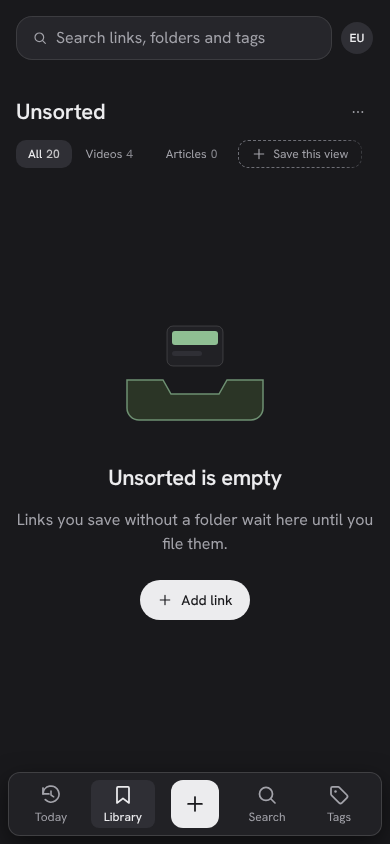 Search links, folders and tags
EU
Unsorted
All 20 Videos 4 Articles 0 Save this view
Unsorted is empty
Links you save without a folder wait here until you
file them.
Add link
Today Library Search Tags